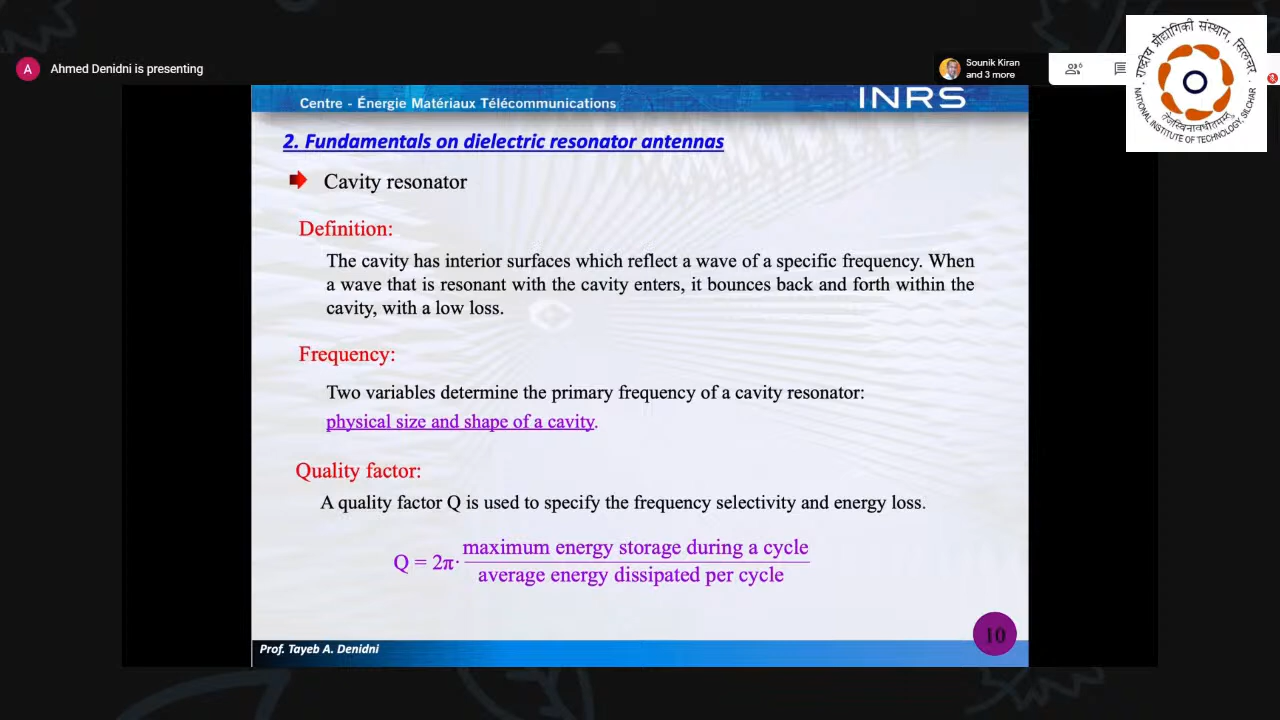 A
Ahmed Denidni is presenting
Sounik Kiran
and 3 more
राष्ट्रीय प्रौद्योगिकी संस्थान, सिलचर
NATIONAL INSTITUTE OF TECHNOLOGY, SILCHAR
Centre - Énergie Matériaux Télécommunications
INRS
2. Fundamentals on dielectric resonator antennas
Cavity resonator
Definition:
The cavity has interior surfaces which reflect a wave of a specific frequency. When
a wave that is resonant with the cavity enters, it bounces back and forth within the
cavity, with a low loss.
Frequency:
Two variables determine the primary frequency of a cavity resonator:
physical size and shape of a cavity.
Quality factor:
A quality factor Q is used to specify the frequency selectivity and energy loss.
Q = 2π· maximum energy storage during a cycle
average energy dissipated per cycle
10
Prof. Tayeb A. Denidni